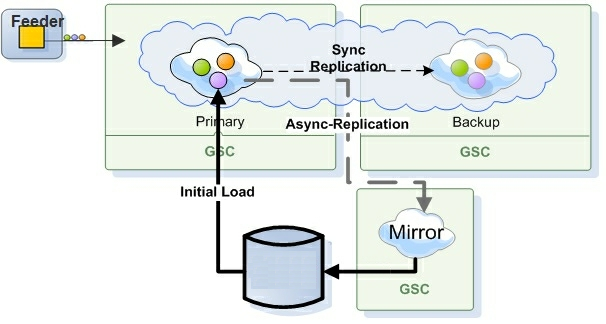 Feeder
Sync
Replication
Primary
Async-Replication
Backup
GSC
GSC
Initial Load
Mirror
GSC